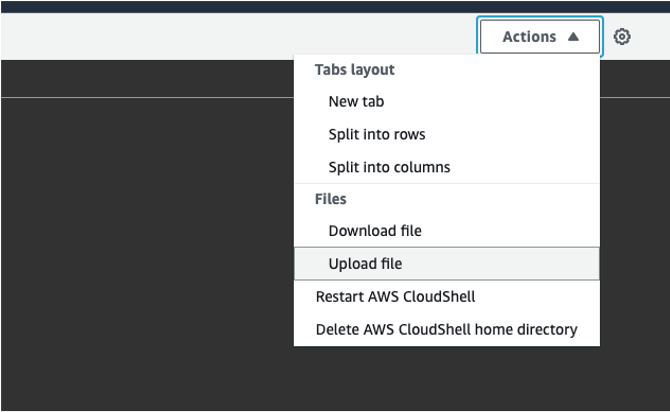 Actions
Tabs layout
New tab
Split into rows
Split into columns
Files
Download file
Upload file
Restart AWS CloudShell
Delete AWS CloudShell home directory